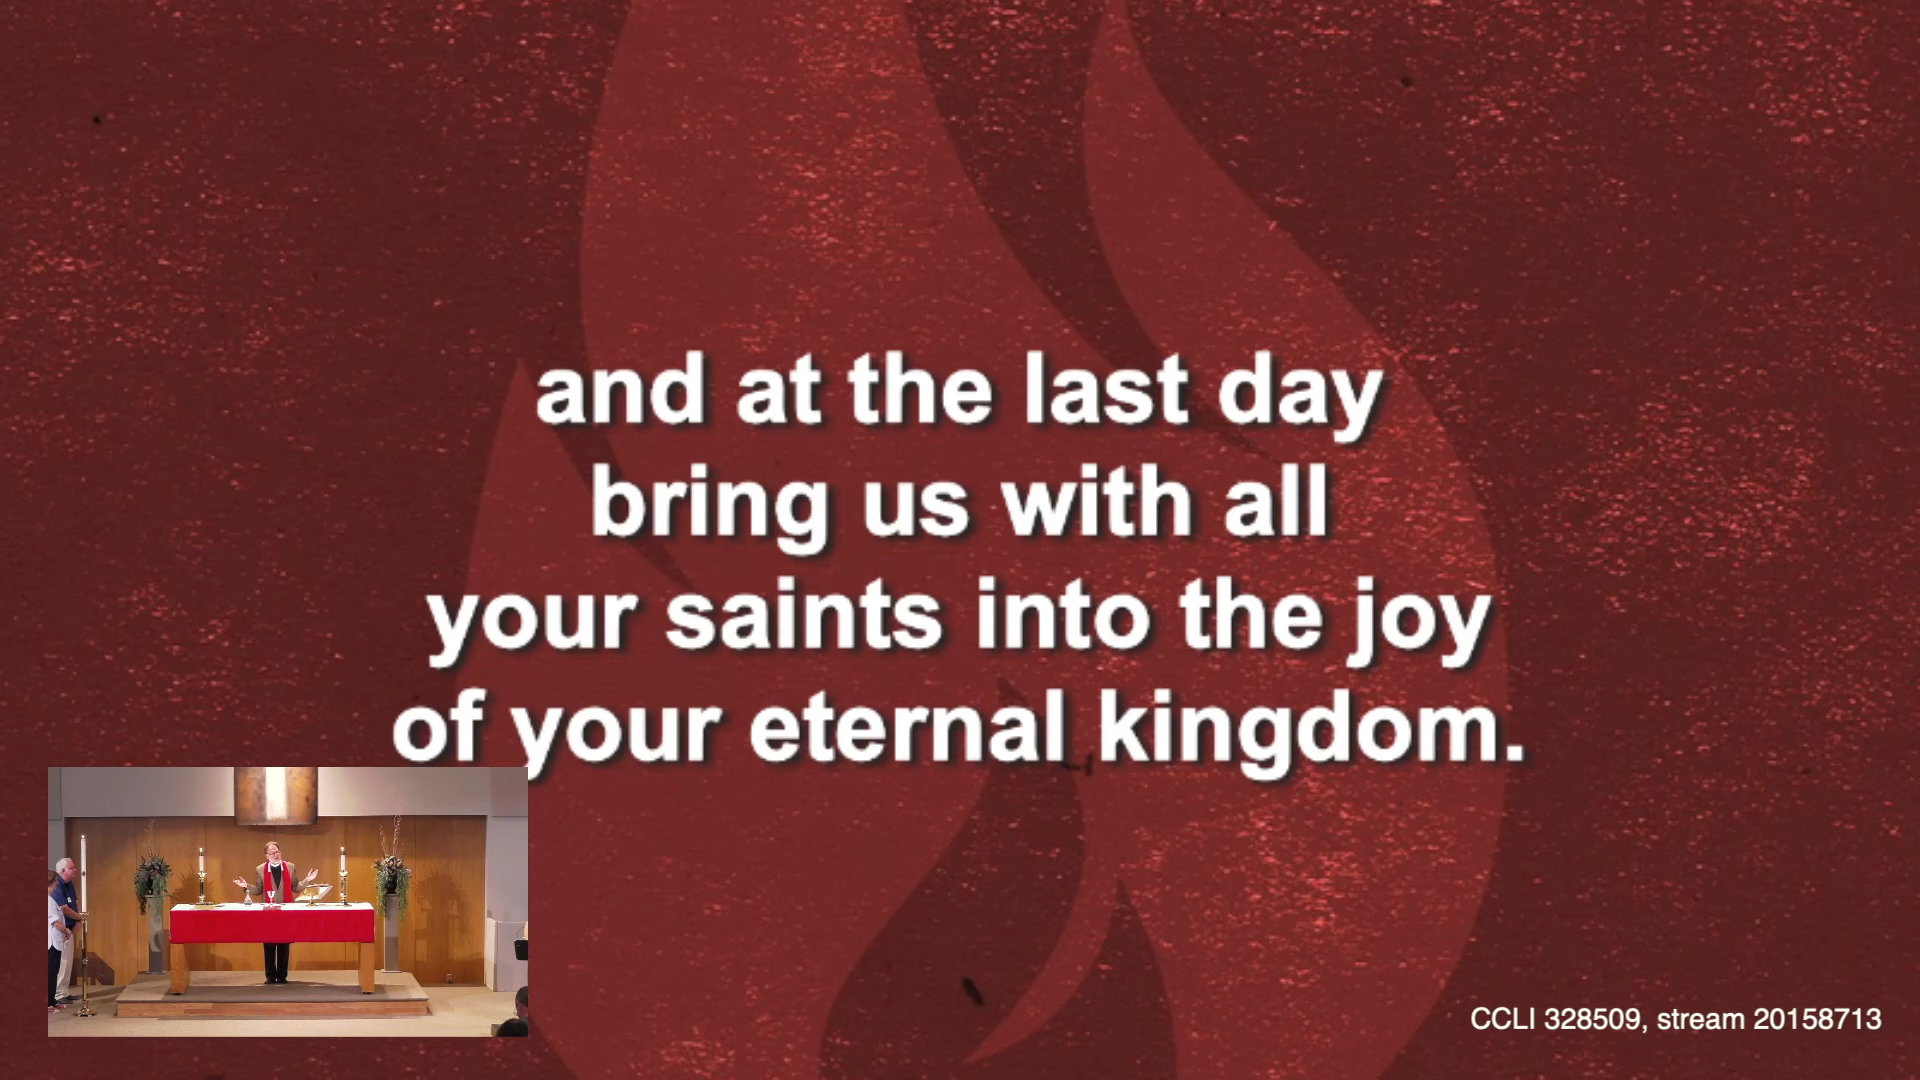 and at the last day
bring us with all
your saints into the joy
of your eternal kingdom.
CCLI 328509, stream 20158713